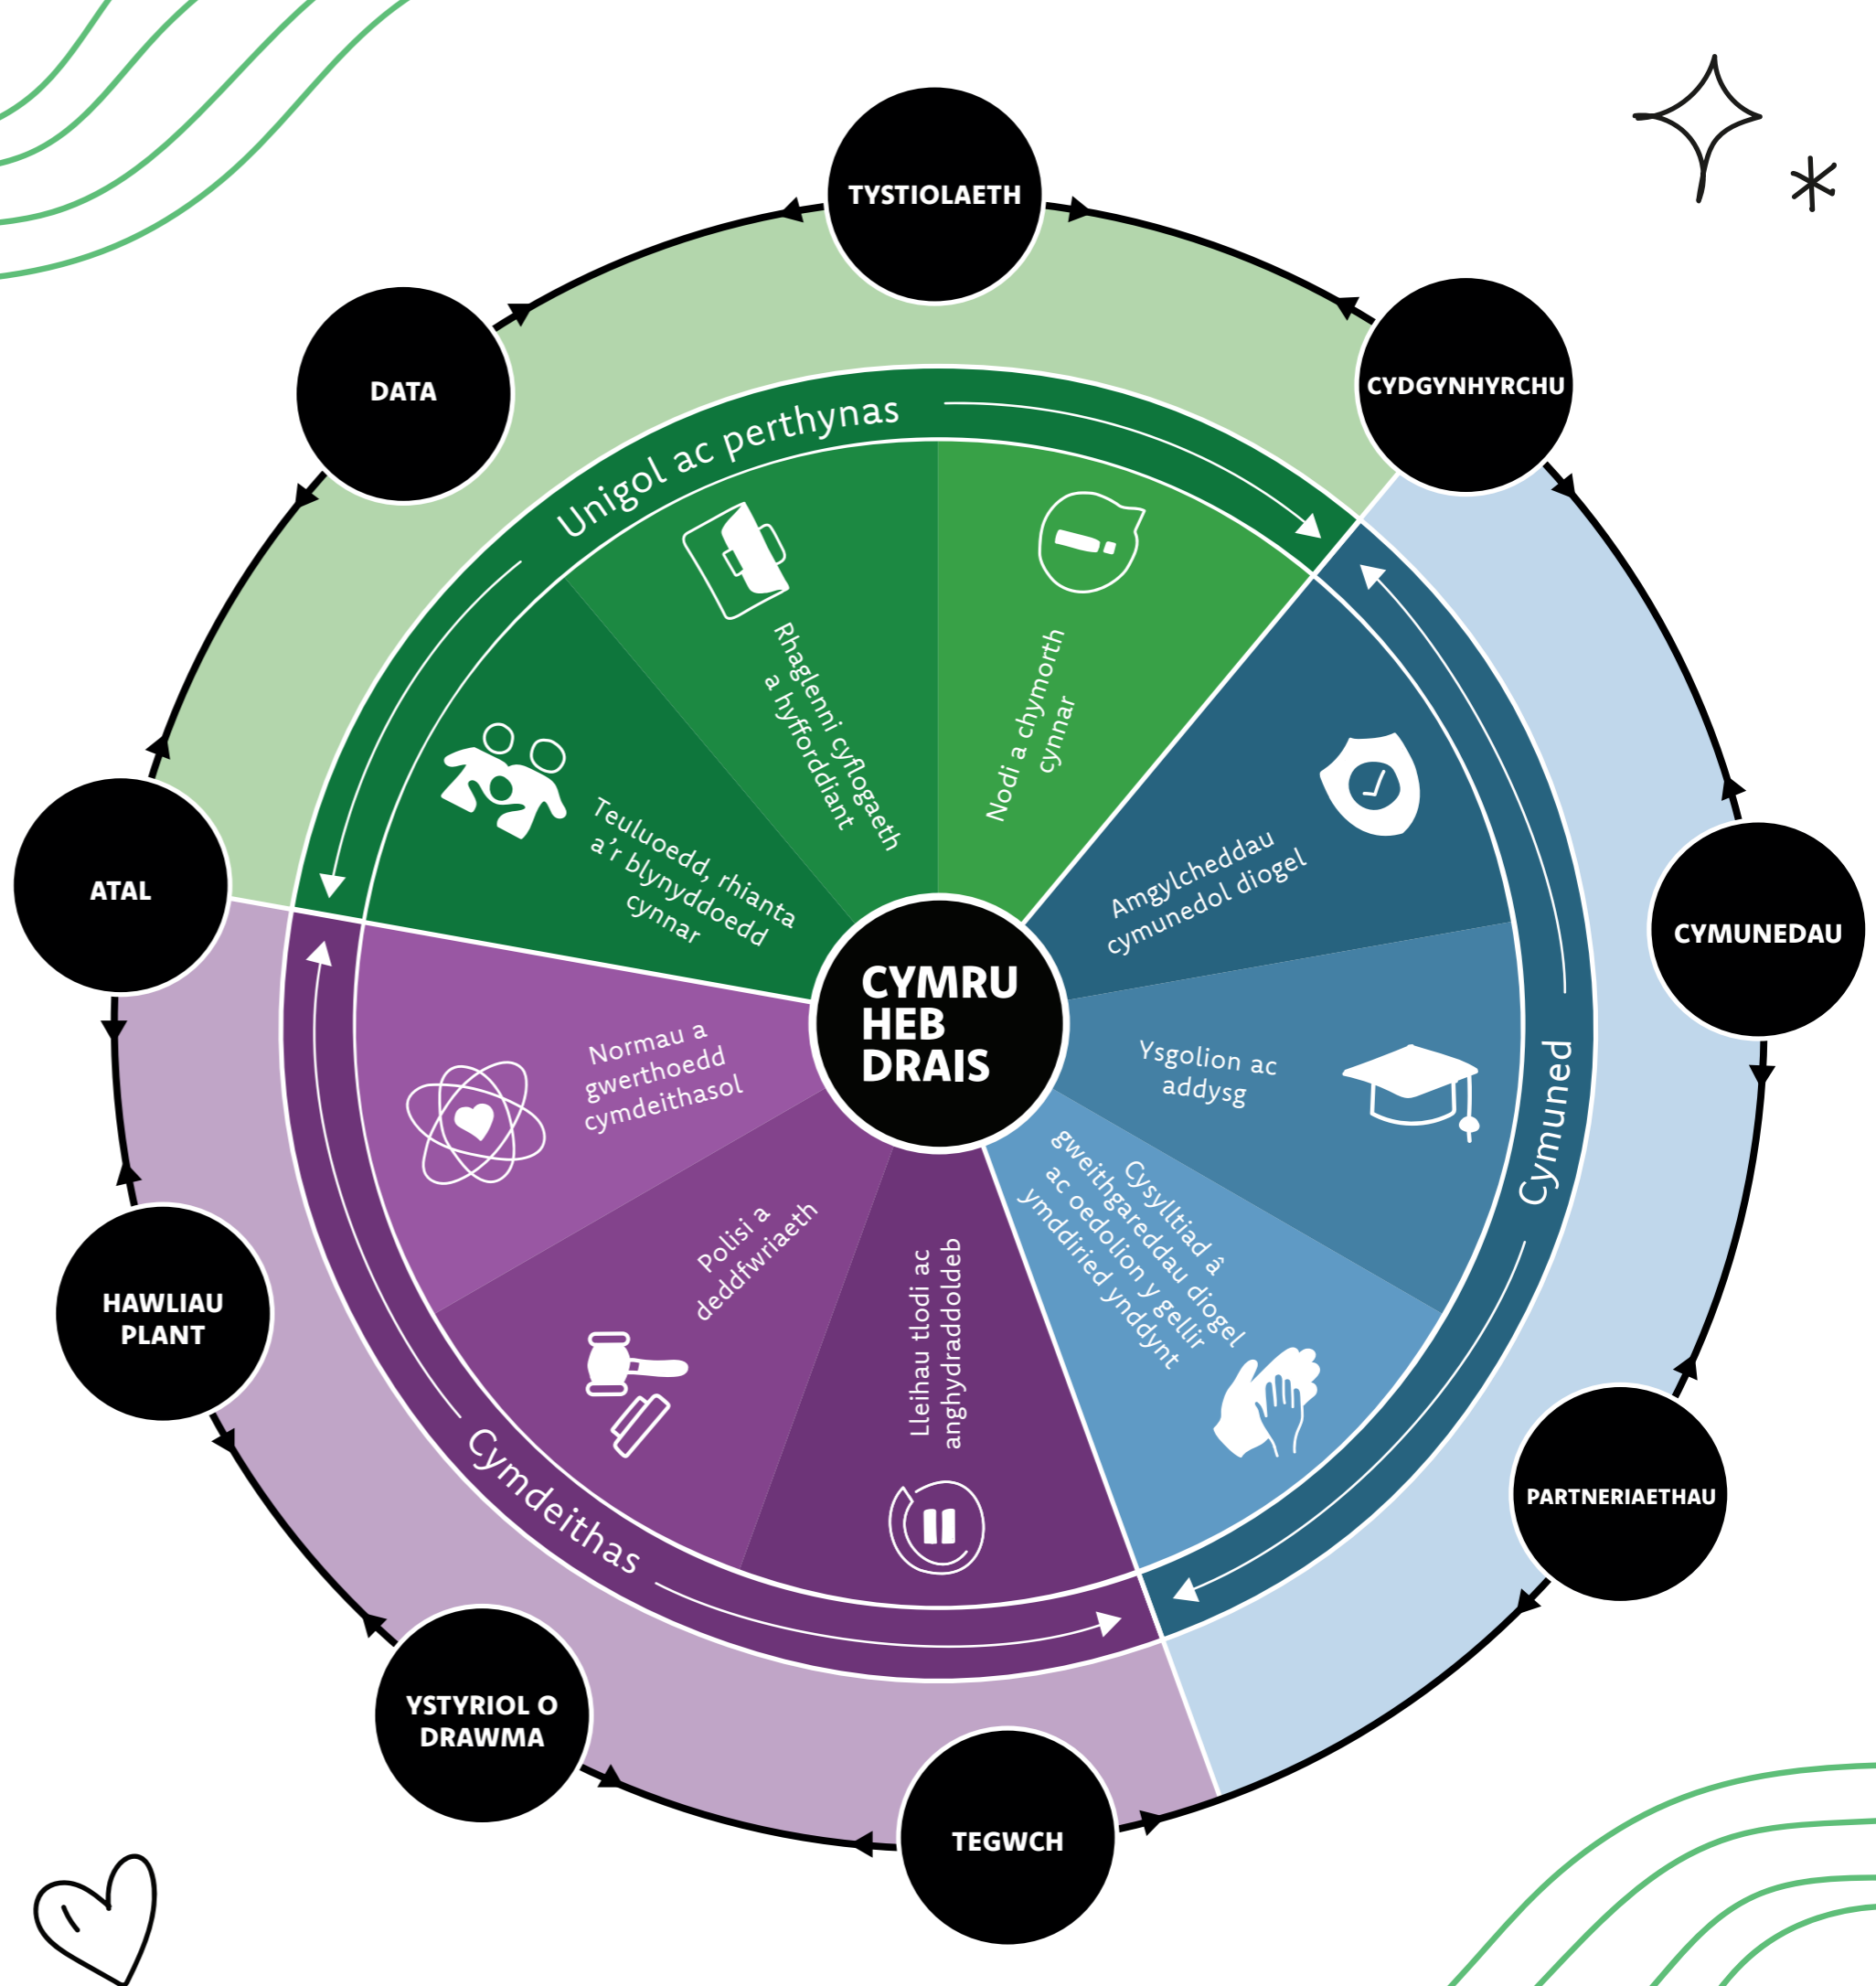 TYSTIOLAETH
CYDGYNHYRCHU
CYMUNEDAU
PARTNERIAETHAU
TEGWCH
YSTYRIOL O
DRAWMA
HAWLIAU
PLANT
ATAL
DATA
Unigol ac perthynas
Teuluoedd, rhianta
a'r blynyddoedd
cynnar
Rhaglenni cyflogaeth
a hyfforddiant
Nodi a chymorth
cynnar
Cymuned
Amgylcheddau
cymunedol diogel
Ysgolion ac
addysg
Cysylltiad â
gweithgareddau diogel
ac oedolion y gellir
ymddiried ynddynt
Cymdeithas
Lleihau tlodi ac
anghydraddoldeb
Polisi a
deddfwriaeth
Normau a
gwerthoedd
cymdeithasol
CYMRU
HEB
DRAIS